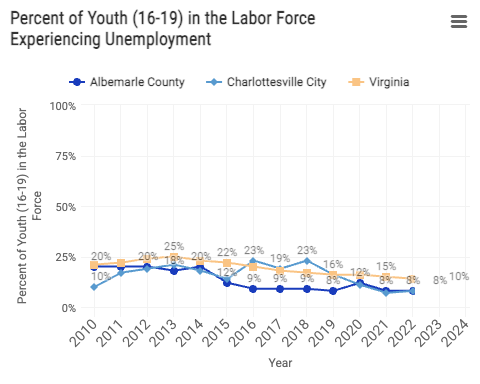 Percent of Youth (16-19) in the Labor Force
Experiencing Unemployment
Albemarle County Charlottesville City Virginia
Percent of Youth (16-19) in the Labor
Force
100%
75%
50%
25%
0%
20% 20% 25% 20% 22% 23% 19% 23% 16% 12% 15%
10% 18% 12% 9% 9% 9% 8% 8% 8% 8% 10%
2010 2011 2012 2013 2014 2015 2016 2017 2018 2019 2020 2021 2022 2023 2024
Year